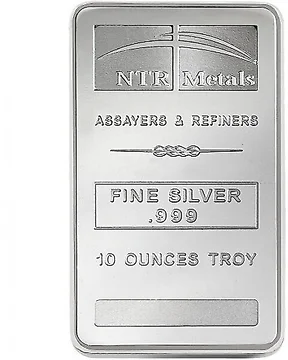 NTR Metals
ASSAYERS & REFINERS
FINE SILVER
.999
10 OUNCES TROY